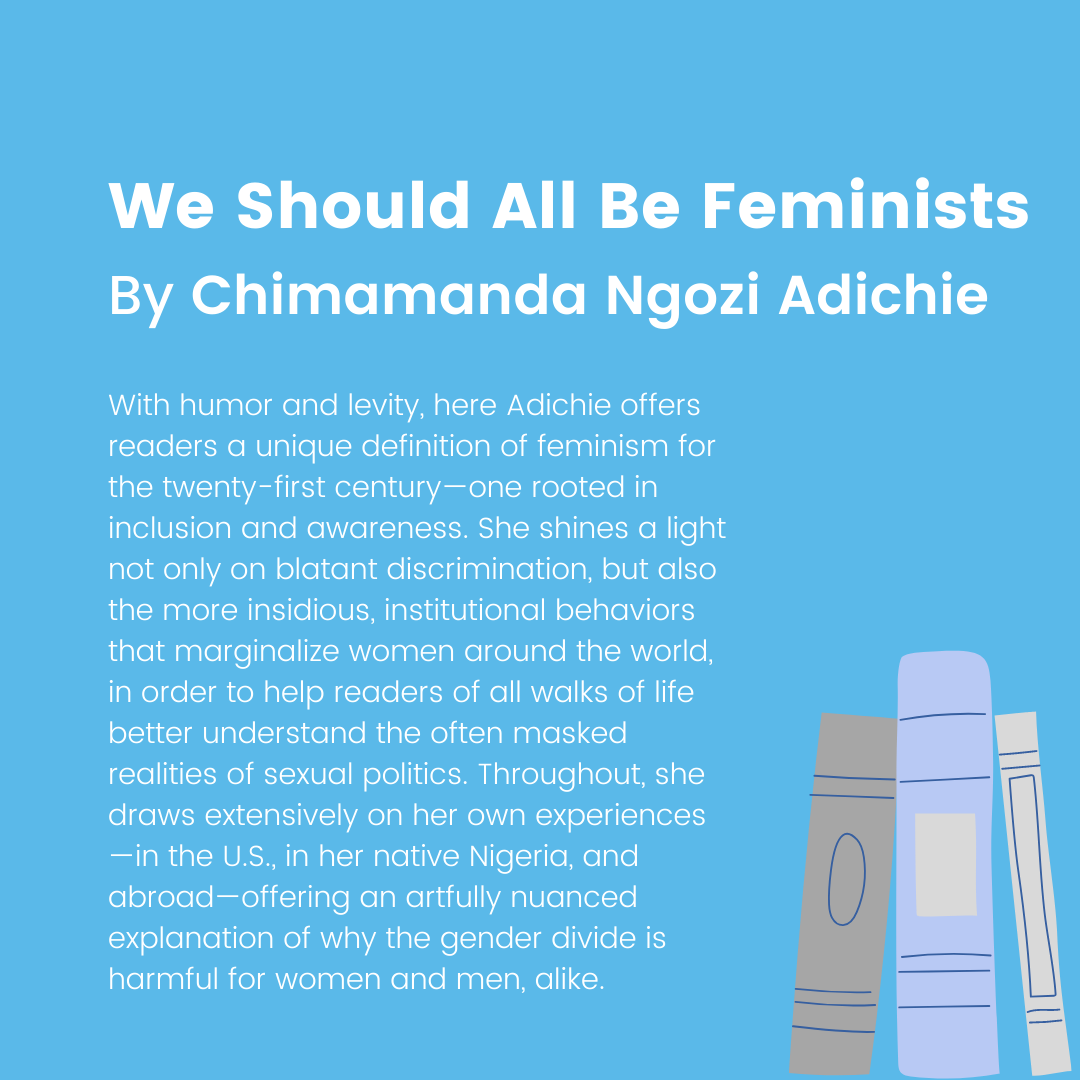 We Should All Be Feminists
By Chimamanda Ngozi Adichie
With humor and levity, here Adichie offers
readers a unique definition of feminism for
the twenty-first century—one rooted in
inclusion and awareness. She shines a light
not only on blatant discrimination, but also
the more insidious, institutional behaviors
that marginalize women around the world,
in order to help readers of all walks of life
better understand the often masked
realities of sexual politics. Throughout, she
draws extensively on her own experiences
—in the U.S., in her native Nigeria, and
abroad—offering an artfully nuanced
explanation of why the gender divide is
harmful for women and men, alike.